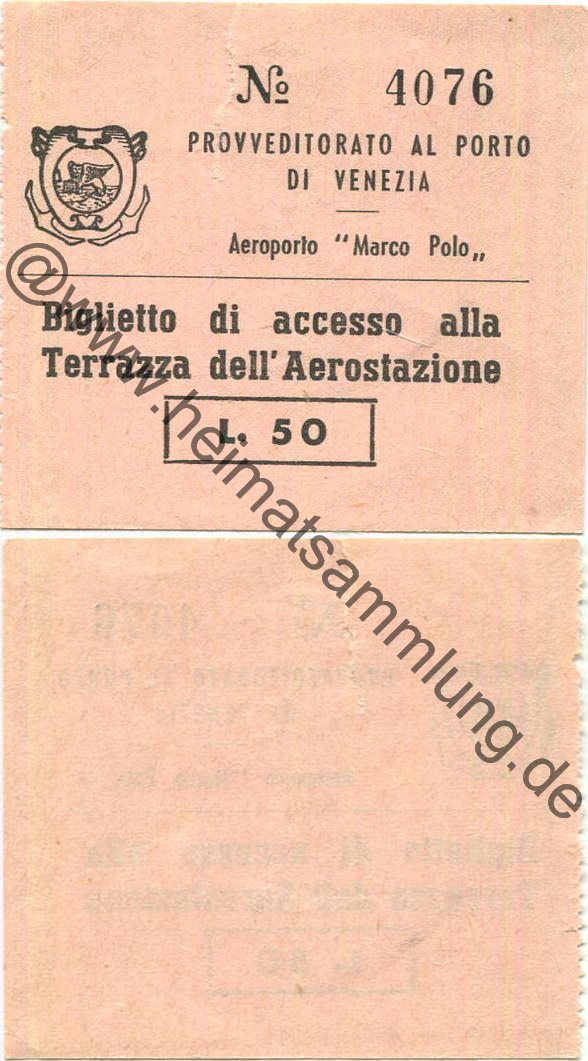 № 4076
PROVVEDITORATO AL PORTO
DI VENEZIA
Aeroporto "Marco Polo„
Biglietto di accesso alla
Terrazza dell'Aerostazione
L. 50
@www.heimatsammlung.de